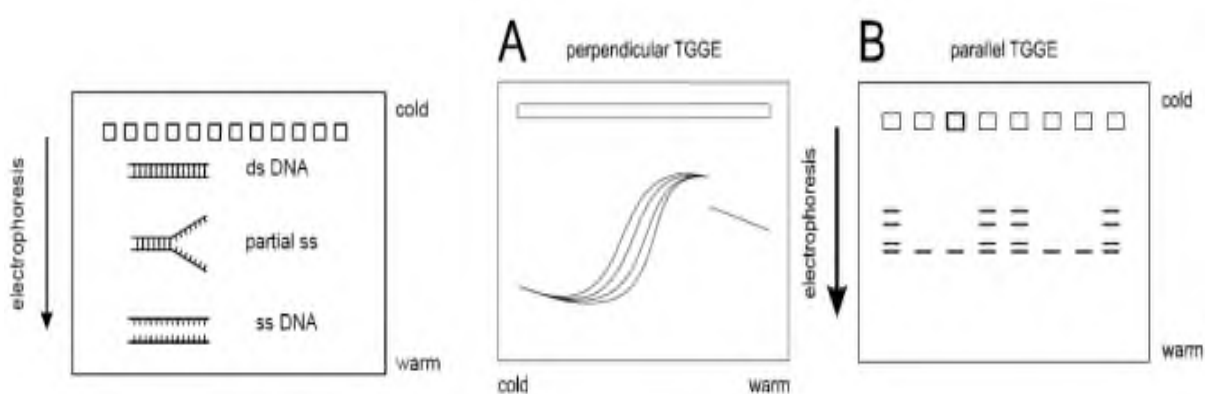 cold
electrophoresis
ds DNA
partial ss
ss DNA
warm
A
perpendicular TGGE
cold
warm
B
parallel TGGE
cold
electrophoresis
warm